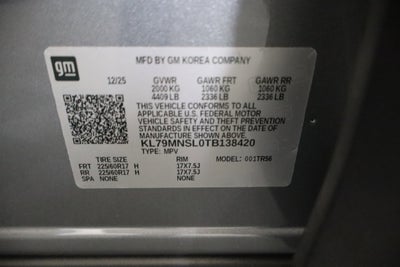 gm
MFD BY GM KOREA COMPANY
12/25 GVWR GAWR FRT GAWR RR
2000 KG 1060 KG 1060 KG
4409 LB 2336 LB 2336 LB
THIS VEHICLE CONFORMS TO ALL
APPLICABLE U.S. FEDERAL MOTOR
VEHICLE SAFETY AND THEFT PREVENTION
STANDARDS IN EFFECT ON THE DATE OF
MANUFACTURE SHOWN ABOVE.
KL79MNSL0TB138420
TYPE: MPV
TIRE SIZE RIM MODEL: 001TR56
FRT 225/60R17 H 17X7.5J
RR 225/60R17 H 17X7.5J
SPA NONE NONE